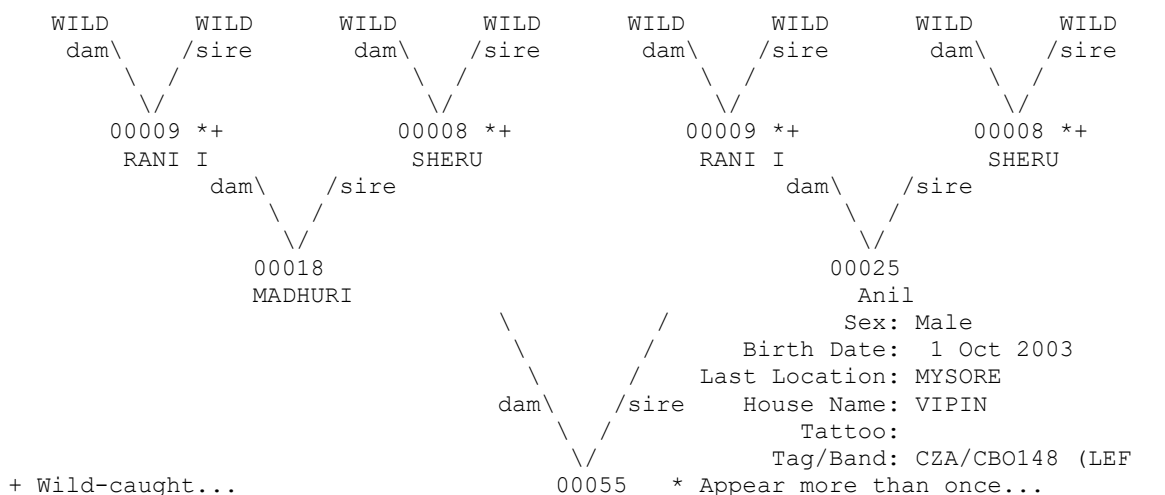 WILD WILD WILD WILD WILD WILD WILD WILD
dam\ /sire dam\ /sire dam\ /sire dam\ /sire
\ / \ / \ / \ /
\/ \/ \/ \/
00009 *+ 00008 *+ 00009 *+ 00008 *+
RANI I SHERU RANI I SHERU
dam\ /sire dam\ /sire
\ / \ /
\/ \/
00018 00025
MADHURI Anil
\ / Sex: Male
\ / Birth Date: 1 Oct 2003
\ / Last Location: MYSORE
dam\ /sire House Name: VIPIN
\ / Tattoo:
\/ Tag/Band: CZA/CBO148 (LEF
+ Wild-caught... 00055 * Appear more than once...